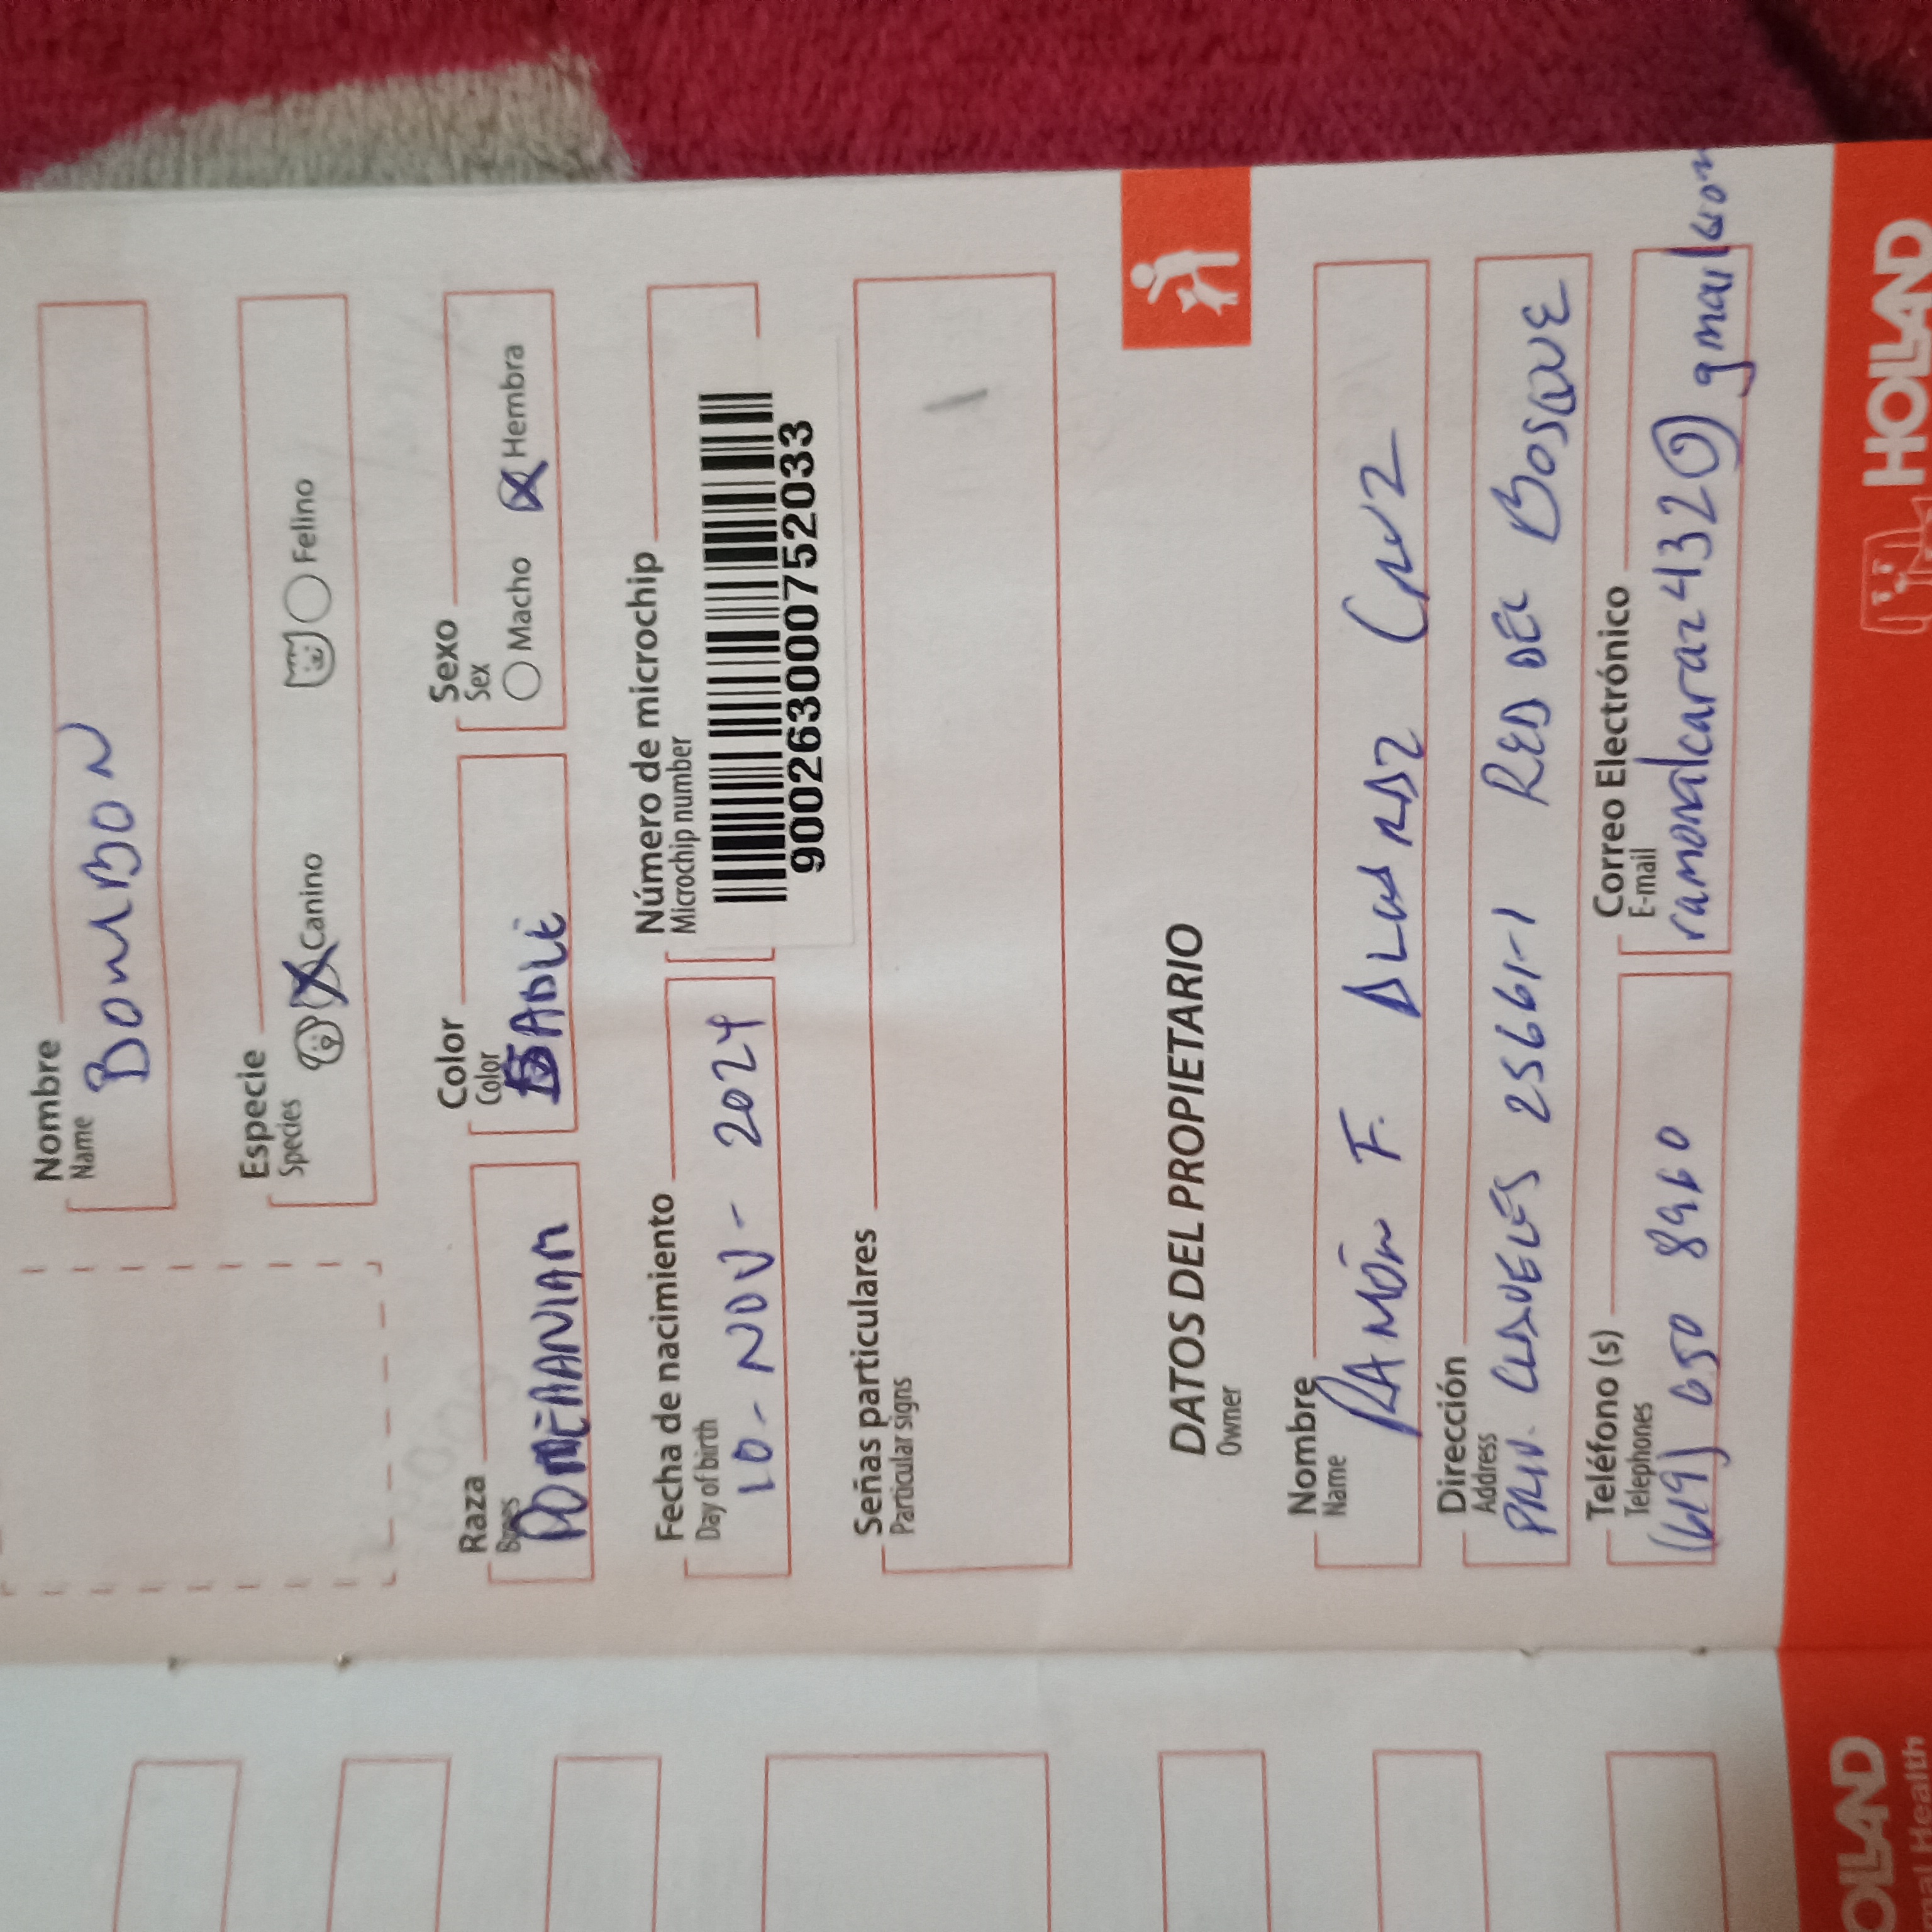 Nombre
Name
BOMBON
Especie
Species
Canino Felino
Raza
POMERANIAN
Color
Color
SABLE
Sexo
Sex
Macho Hembra
Fecha de nacimiento
Day of birth
10-NOV-2024
Número de microchip
Microchip number
900263000752033
Señas particulares
Particular signs
DATOS DEL PROPIETARIO
Owner
Nombre
Name
RAMÓN F. ALCARAZ CRUZ
Dirección
Address
PRIV. CLAVELES 25661-1 RED DEL BOSQUE
Teléfono (s)
Telephones
(619) 650 8960
Correo Electrónico
E-mail
ramonalcaraz432@gmail.com
HOLLAND